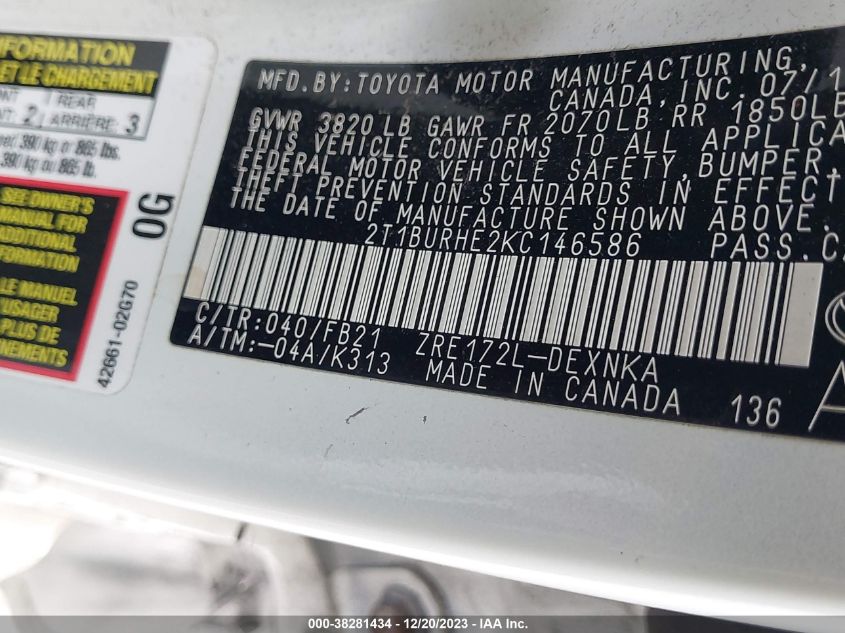 NFORMATION
ET LE CHARGEMENT
NT 2 REAR
ARRIÈRE: 3
390 kg or 865 lbs.
390 kg ou 865 lb.
SEE OWNER'S
MANUAL FOR
ADDITIONAL
INFORMATION
LE MANUEL
USAGER
PLUS DE
42661-02G70
0G
MFD.BY:TOYOTA MOTOR MANUFACTURING,
CANADA, INC. 07/1
GVWR 3820 LB GAWR FR 2070LB RR 1850LB
THIS VEHICLE CONFORMS TO ALL APPLICA
FEDERAL MOTOR VEHICLE SAFETY, BUMPER,
THEFT PREVENTION STANDARDS IN EFFECT
THE DATE OF MANUFACTURE SHOWN ABOVE.
2T1BURHE2KC146586 PASS.C
C/TR:040/FB21 ZRE172L-DEXNKA
A/TM:-04A/K313 MADE IN CANADA 136
000-38281434 - 12/20/2023 - IAA Inc.